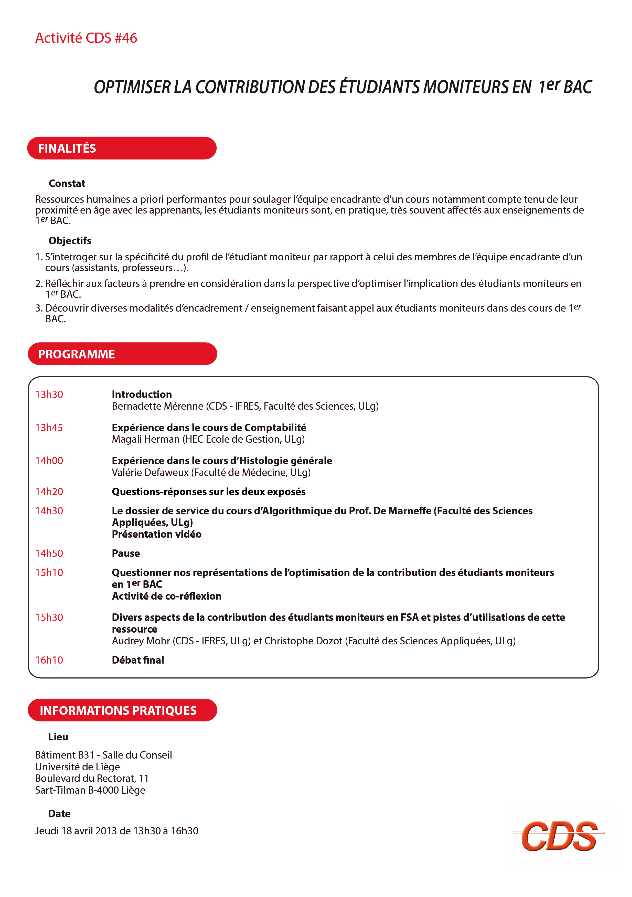 Activité CDS #46
OPTIMISER LA CONTRIBUTION DES ÉTUDIANTS MONITEURS EN 1er BAC
FINALITÉS
Constat
Ressources humaines a priori performantes pour soulager l'équipe encadrante d'un cours notamment compte tenu de leur
proximité en âge avec les apprenants, les étudiants moniteurs sont, en pratique, très souvent affectés aux enseignements de
1er BAC.
Objectifs
1. S'interroger sur la spécificité du profil de l'étudiant moniteur par rapport à celui des membres de l'équipe encadrante d'un
cours (assistants, professeurs…).
2. Réfléchir aux facteurs à prendre en considération dans la perspective d'optimiser l'implication des étudiants moniteurs en
1er BAC.
3. Découvrir diverses modalités d'encadrement / enseignement faisant appel aux étudiants moniteurs dans des cours de 1er
BAC.
PROGRAMME
13h30 Introduction
Bernadette Mérenne (CDS - IFRES, Faculté des Sciences, ULg)
13h45 Expérience dans le cours de Comptabilité
Magali Herman (HEC Ecole de Gestion, ULg)
14h00 Expérience dans le cours d'Histologie générale
Valérie Defaweux (Faculté de Médecine, ULg)
14h20 Questions-réponses sur les deux exposés
14h30 Le dossier de service du cours d'Algorithmique du Prof. De Marneffe (Faculté des Sciences
Appliquées, ULg)
Présentation vidéo
14h50 Pause
15h10 Questionner nos représentations de l'optimisation de la contribution des étudiants moniteurs
en 1er BAC
Activité de co-réflexion
15h30 Divers aspects de la contribution des étudiants moniteurs en FSA et pistes d'utilisations de cette
ressource
Audrey Mohr (CDS - IFRES, ULg) et Christophe Dozot (Faculté des Sciences Appliquées, ULg)
16h10 Débat final
INFORMATIONS PRATIQUES
Lieu
Bâtiment B31 - Salle du Conseil
Université de Liège
Boulevard du Rectorat, 11
Sart-Tilman B-4000 Liège
Date
Jeudi 18 avril 2013 de 13h30 à 16h30
CDS